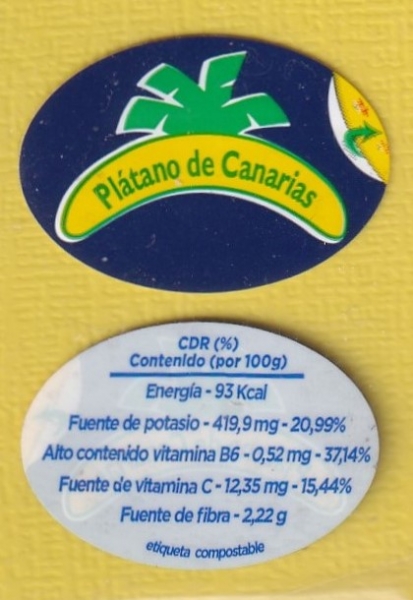 Plátano de Canarias
CDR (%)
Contenido (por 100g)
Energía - 93 Kcal
Fuente de potasio - 419,9 mg - 20,99%
Alto contenido vitamina B6 - 0,52 mg - 37,14%
Fuente de vitamina C - 12,35 mg - 15,44%
Fuente de fibra - 2,22 g
etiqueta compostable